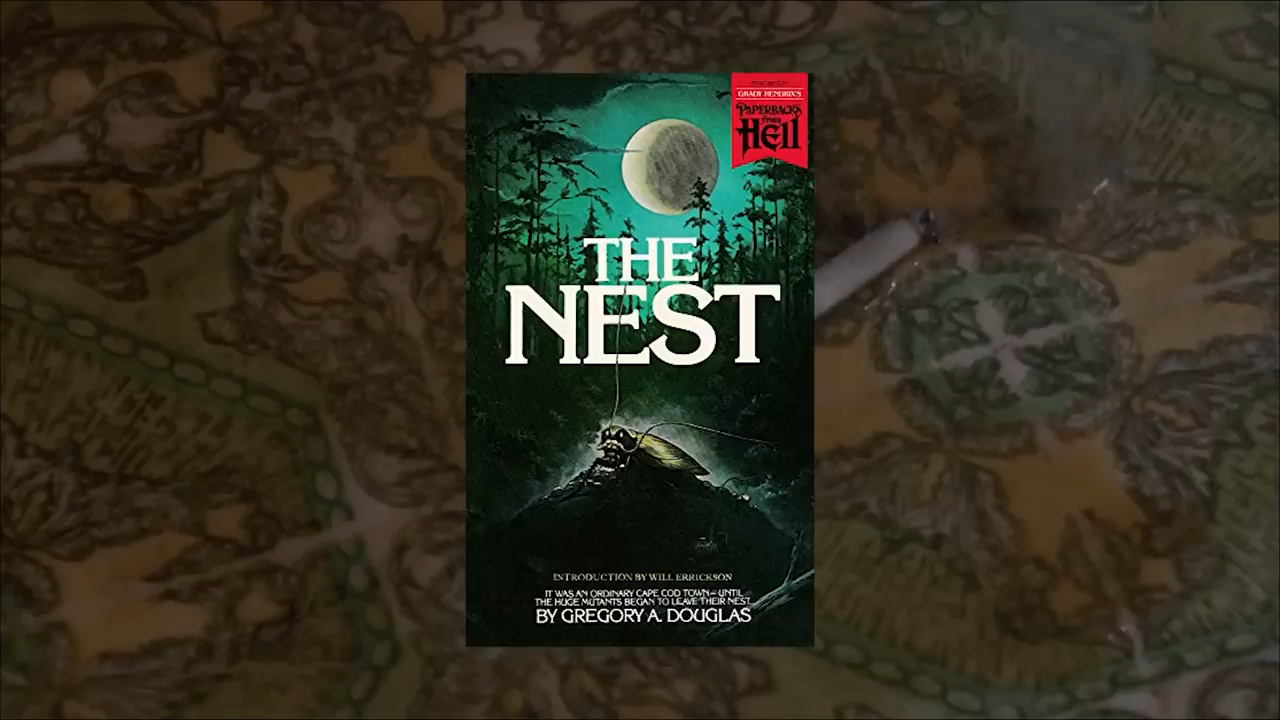 GRADY HENDRIX'S
PAPERBACKS
from
HELL
THE
NEST
INTRODUCTION BY WILL ERRICKSON
IT WAS AN ORDINARY CAPE COD TOWN—UNTIL
THE HUGE MUTANTS BEGAN TO LEAVE THEIR NEST.
BY GREGORY A. DOUGLAS